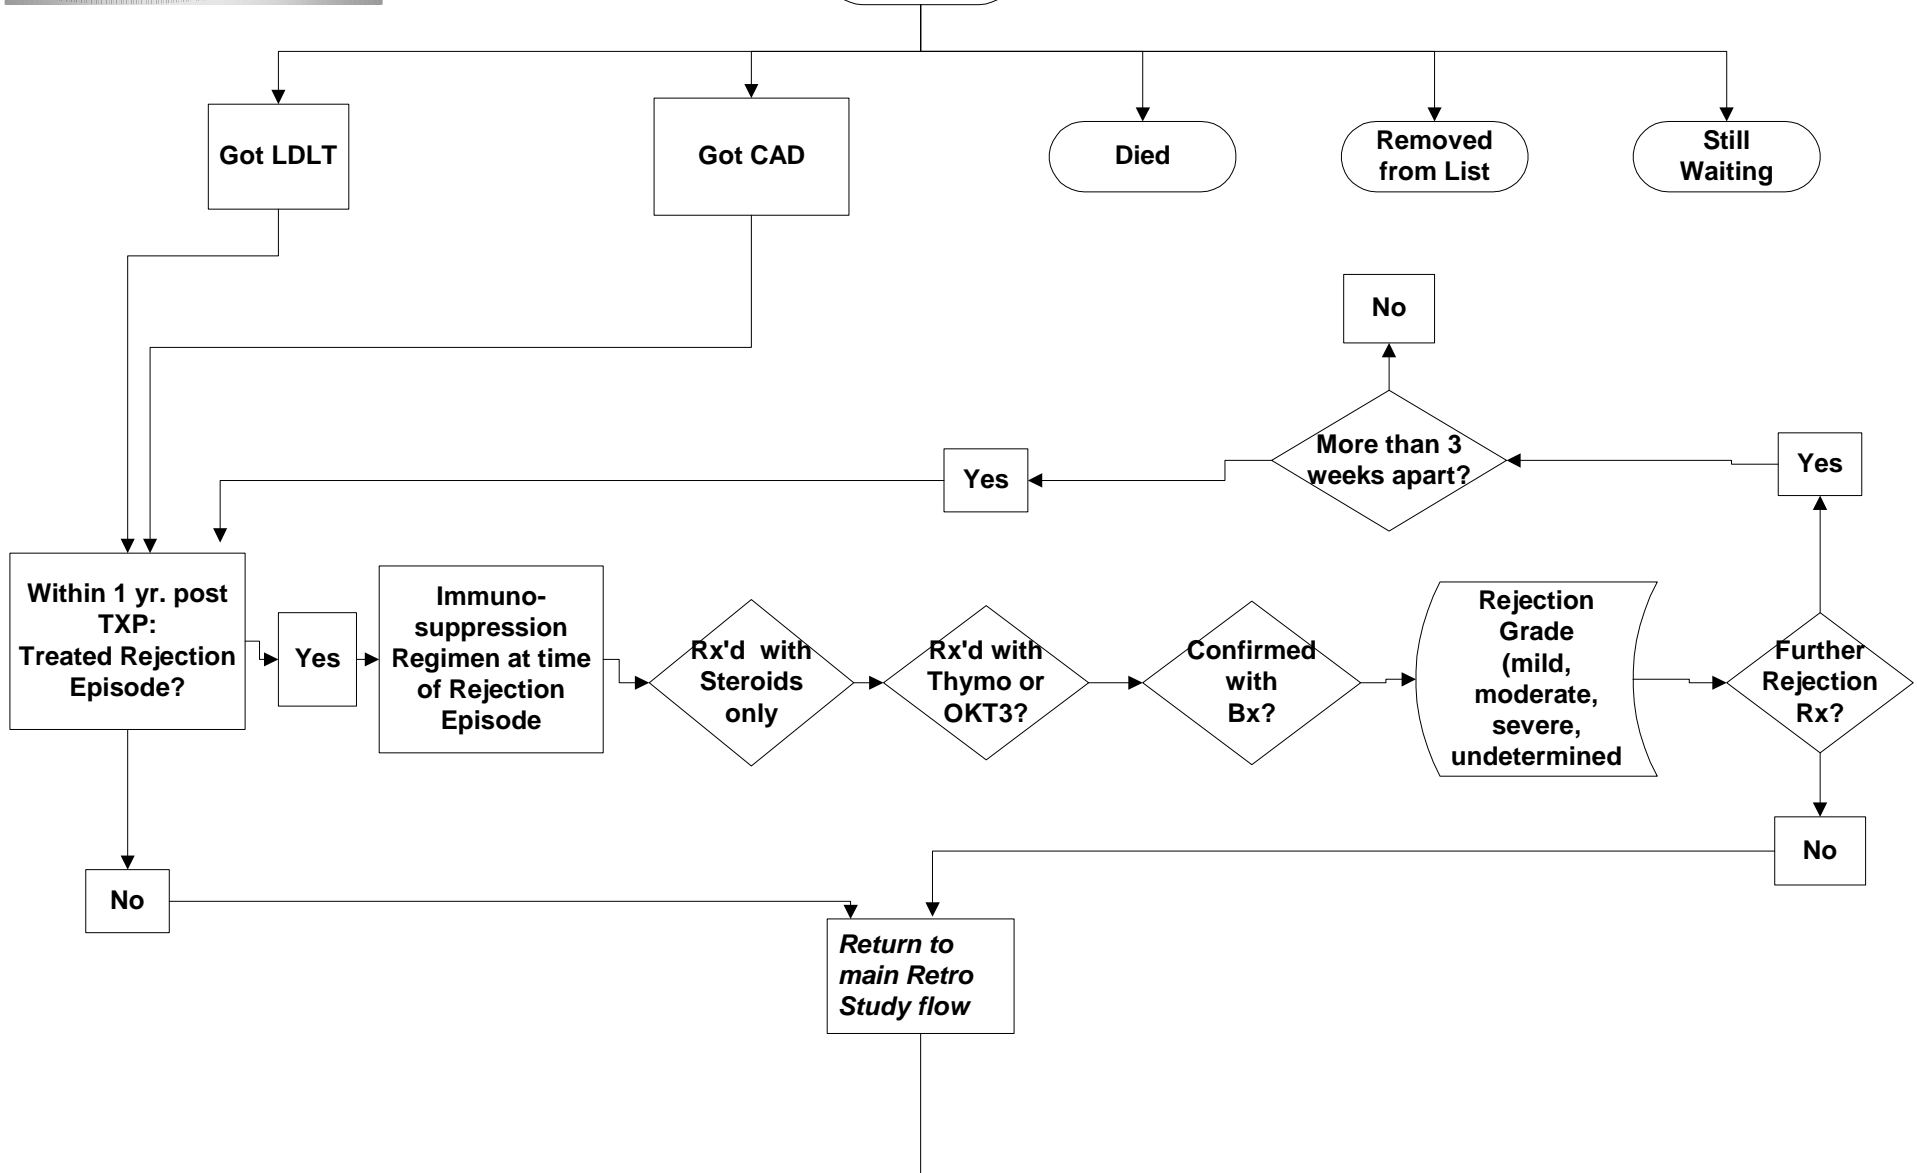 Got LDLT
Got CAD
Died
Removed
from List
Still
Waiting
No
More than 3
weeks apart?
Yes
Yes
Within 1 yr. post
TXP:
Treated Rejection
Episode?
Yes
Immuno-
suppression
Regimen at time
of Rejection
Episode
Rx'd with
Steroids
only
Rx'd with
Thymo or
OKT3?
Confirmed
with
Bx?
Rejection
Grade
(mild,
moderate,
severe,
undetermined
Further
Rejection
Rx?
No
No
Return to
main Retro
Study flow